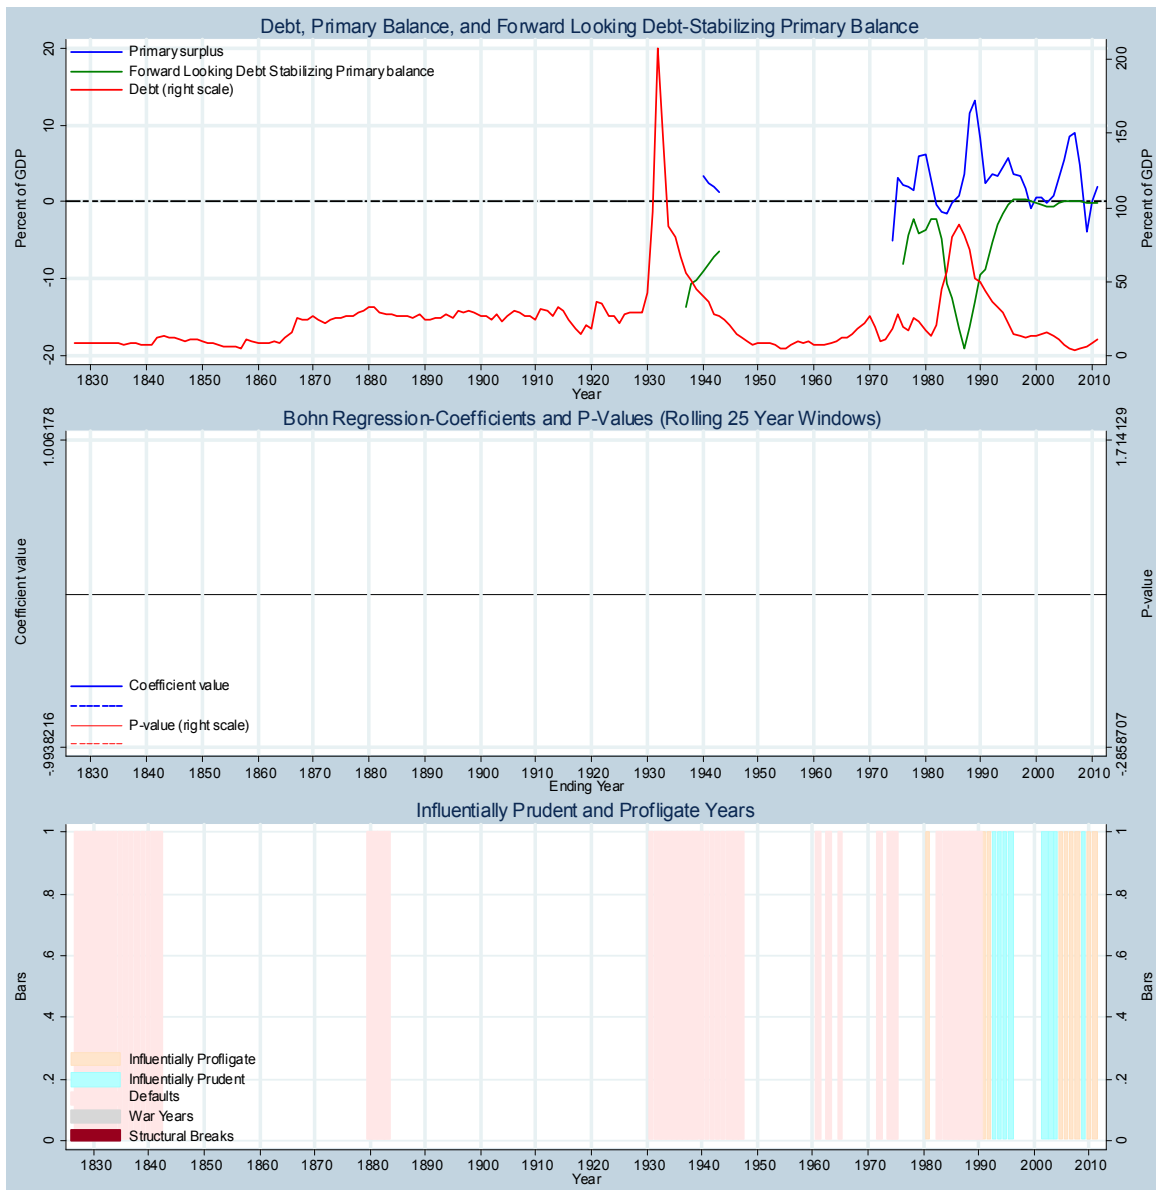 Debt, Primary Balance, and Forward Looking Debt-Stabilizing Primary Balance
Primary surplus
Forward Looking Debt Stabilizing Primary balance
Debt (right scale)
Percent of GDP
20
10
0
-10
-20
Percent of GDP
200
150
100
50
0
1830 1840 1850 1860 1870 1880 1890 1900 1910 1920 1930 1940 1950 1960 1970 1980 1990 2000 2010
Year
Bohn Regression-Coefficients and P-Values (Rolling 25 Year Windows)
Coefficient value
1.006178
-.9938216
P-value
1.714129
-.2858707
Coefficient value
P-value (right scale)
1830 1840 1850 1860 1870 1880 1890 1900 1910 1920 1930 1940 1950 1960 1970 1980 1990 2000 2010
Ending Year
Influentially Prudent and Profligate Years
Bars
1
.8
.6
.4
.2
0
Bars
1
.8
.6
.4
.2
0
Influentially Profligate
Influentially Prudent
Defaults
War Years
Structural Breaks
1830 1840 1850 1860 1870 1880 1890 1900 1910 1920 1930 1940 1950 1960 1970 1980 1990 2000 2010
Year